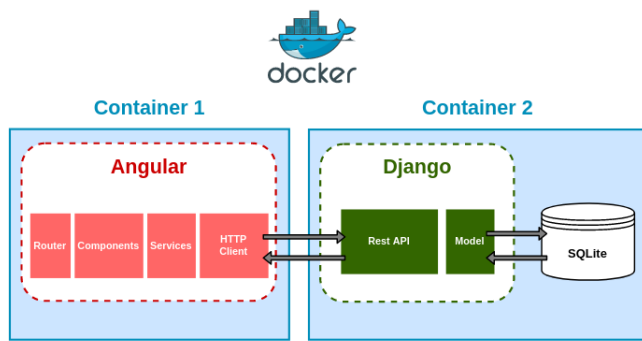 docker
Container 1
Container 2
Angular
Django
Router
Components
Services
HTTP
Client
Rest API
Model
SQLite